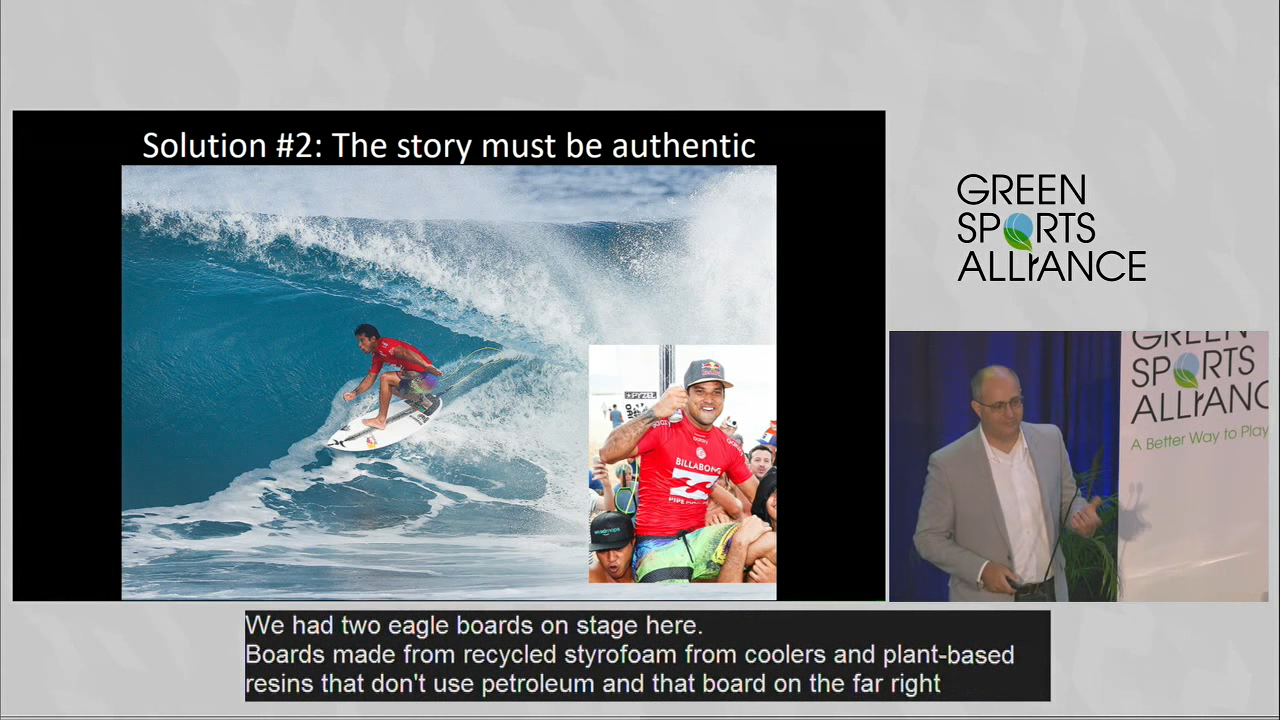 Solution #2: The story must be authentic
GREEN
SPORTS
ALLIANCE
PYZEL
BILLABONG
PIPE
GREEN
SPORTS
ALLIANC
A Better Way to Play
We had two eagle boards on stage here.
Boards made from recycled styrofoam from coolers and plant-based
resins that don't use petroleum and that board on the far right